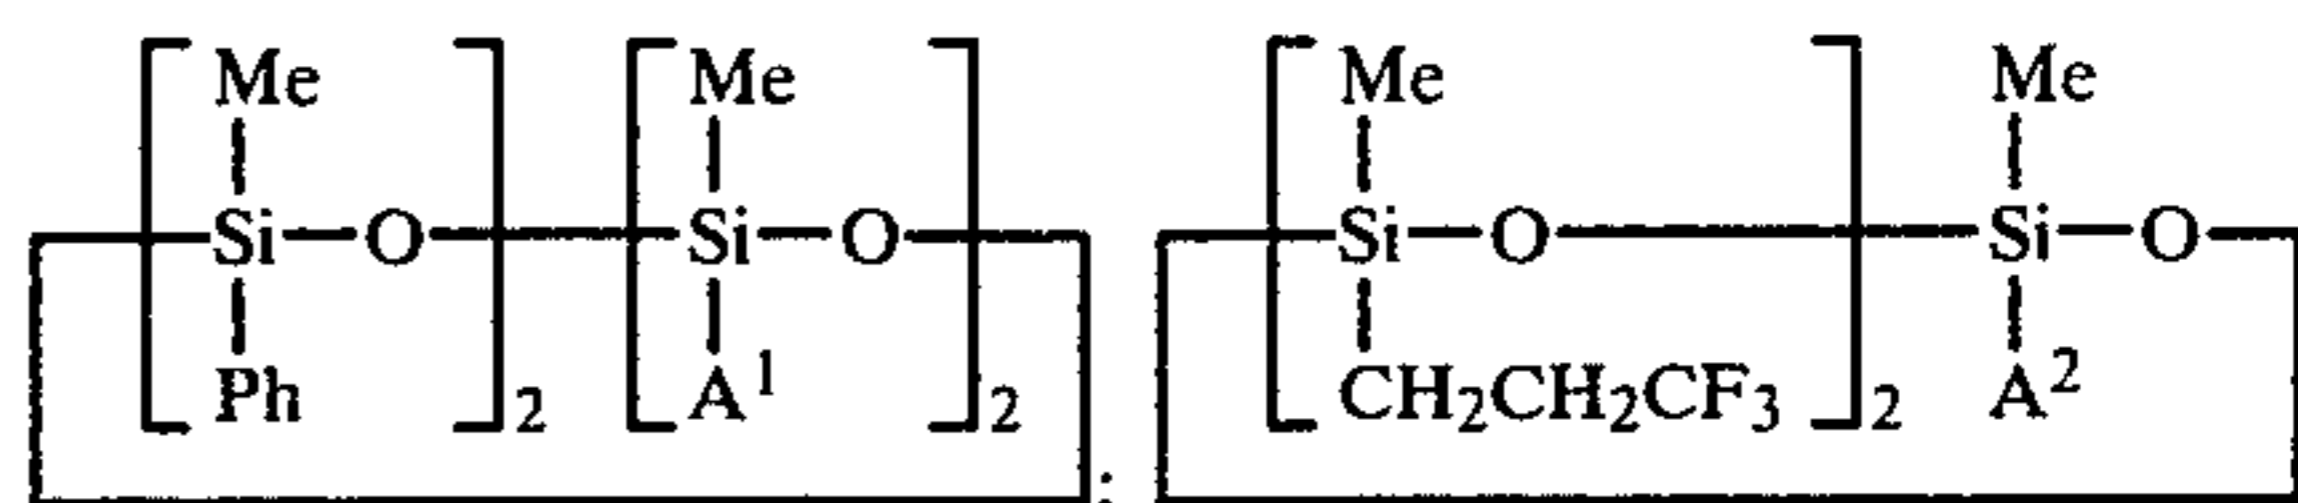 Me Me Me Me
Si—O Si—O Si—O Si—O
Ph 2 A¹ 2 CH₂CH₂CF₃ 2 A²
;